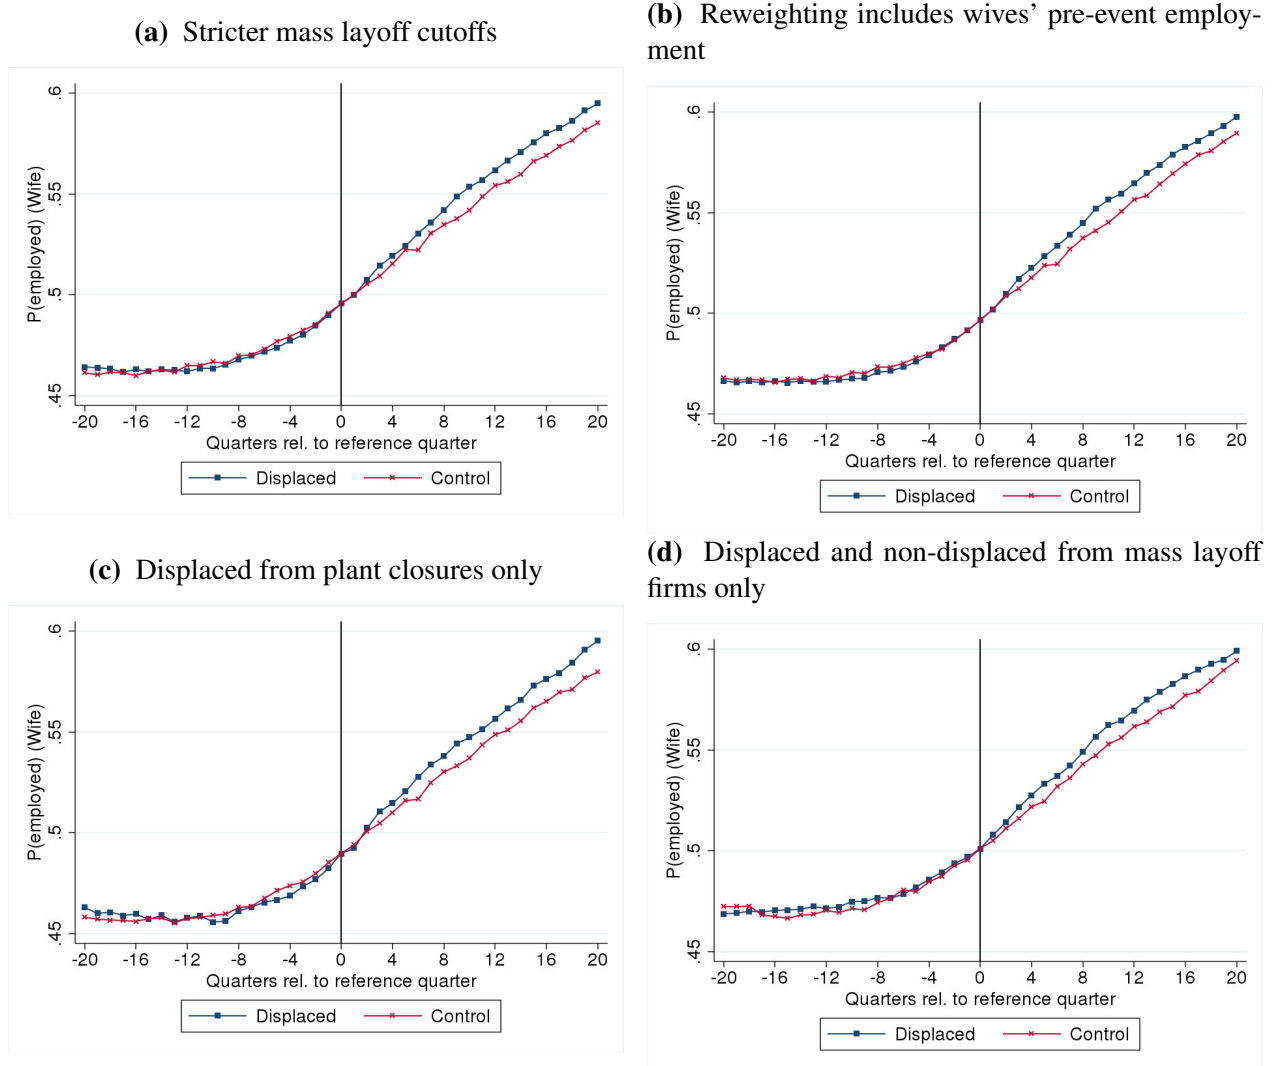 (a) Stricter mass layoff cutoffs
P(employed) (Wife)
.6
.55
.5
.45
-20 -16 -12 -8 -4 0 4 8 12 16 20
Quarters rel. to reference quarter
Displaced Control
(b) Reweighting includes wives’ pre-event employ-
ment
P(employed) (Wife)
.6
.55
.5
.45
-20 -16 -12 -8 -4 0 4 8 12 16 20
Quarters rel. to reference quarter
Displaced Control
(c) Displaced from plant closures only
P(employed) (Wife)
.6
.55
.5
.45
-20 -16 -12 -8 -4 0 4 8 12 16 20
Quarters rel. to reference quarter
Displaced Control
(d) Displaced and non-displaced from mass layoff
firms only
P(employed) (Wife)
.6
.55
.5
.45
-20 -16 -12 -8 -4 0 4 8 12 16 20
Quarters rel. to reference quarter
Displaced Control